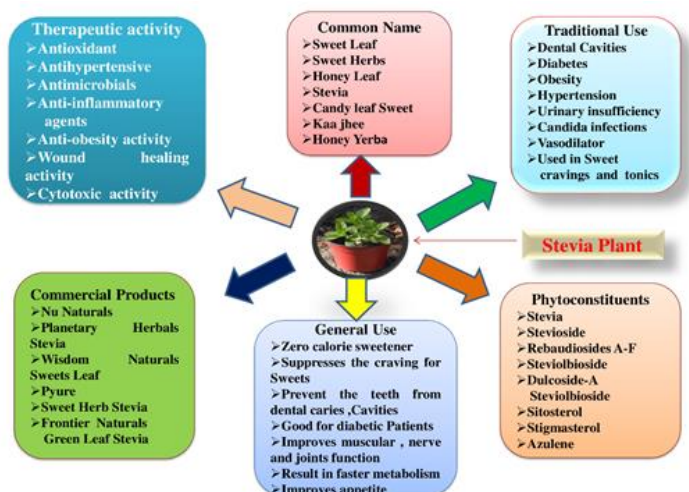 Therapeutic activity
➢Antioxidant
➢Antihypertensive
➢Antimicrobials
➢Anti-inflammatory
agents
➢Anti-obesity activity
➢Wound healing
activity
➢Cytotoxic activity
Common Name
➢Sweet Leaf
➢Sweet Herbs
➢Honey Leaf
➢Stevia
➢Candy leaf Sweet
➢Kaa jhee
➢Honey Yerba
Traditional Use
➢Dental Cavities
➢Diabetes
➢Obesity
➢Hypertension
➢Urinary insufficiency
➢Candida infections
➢Vasodilator
➢Used in Sweet
cravings and tonics
Stevia Plant
Commercial Products
➢Nu Naturals
➢Planetary Herbals
Stevia
➢Wisdom Naturals
Sweets Leaf
➢Pyure
➢Sweet Herb Stevia
➢Frontier Naturals
Green Leaf Stevia
General Use
➢Zero calorie sweetener
➢Suppresses the craving for
Sweets
➢Prevent the teeth from
dental caries ,Cavities
➢Good for diabetic Patients
➢Improves muscular , nerve
and joints function
➢Result in faster metabolism
➢Improves appetite
Phytoconstituents
➢Stevia
➢Stevioside
➢Rebaudiosides A-F
➢Steviolbioside
➢Dulcoside-A
Steviolbioside
➢Sitosterol
➢Stigmasterol
➢Azulene